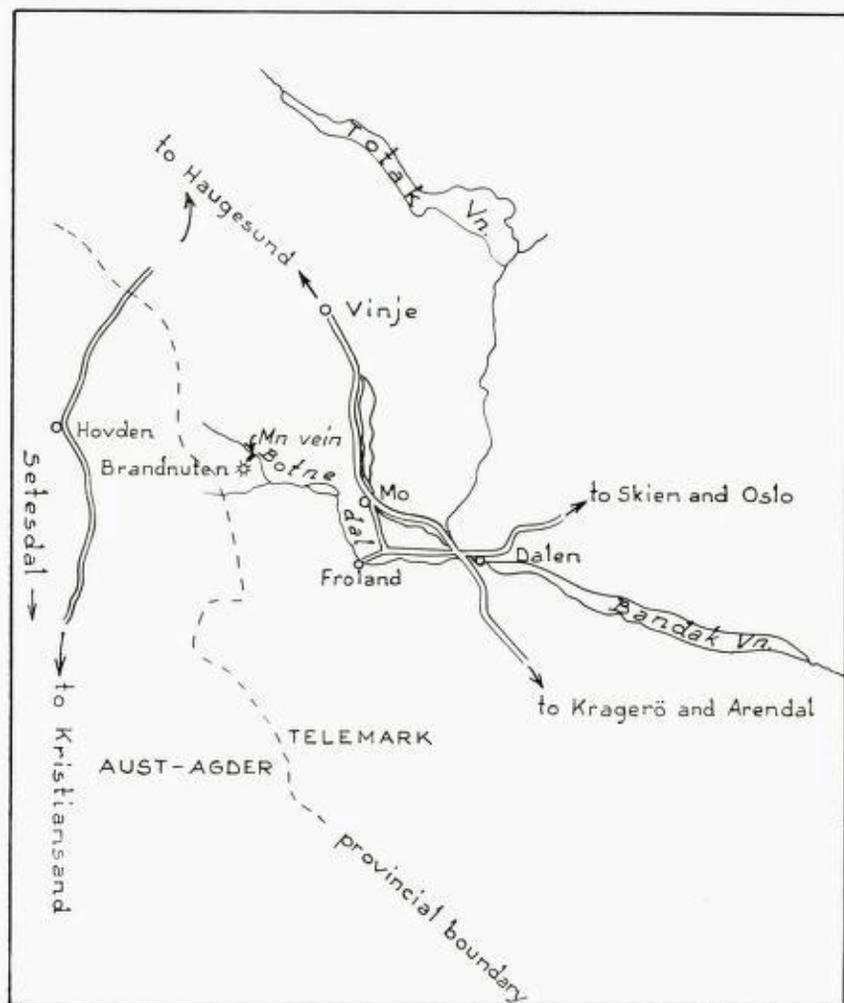 Totak
Vn.
to Haugesund
Vinje
Hovden
Mn vein
Brandnuten
Botne
dal
Mo
to Skien and Oslo
Setesdal →
Dalen
Froland
Bandak Vn.
to Kragerö and Arendal
to Kristiansand
TELEMARK
AUST-AGDER
provincial boundary